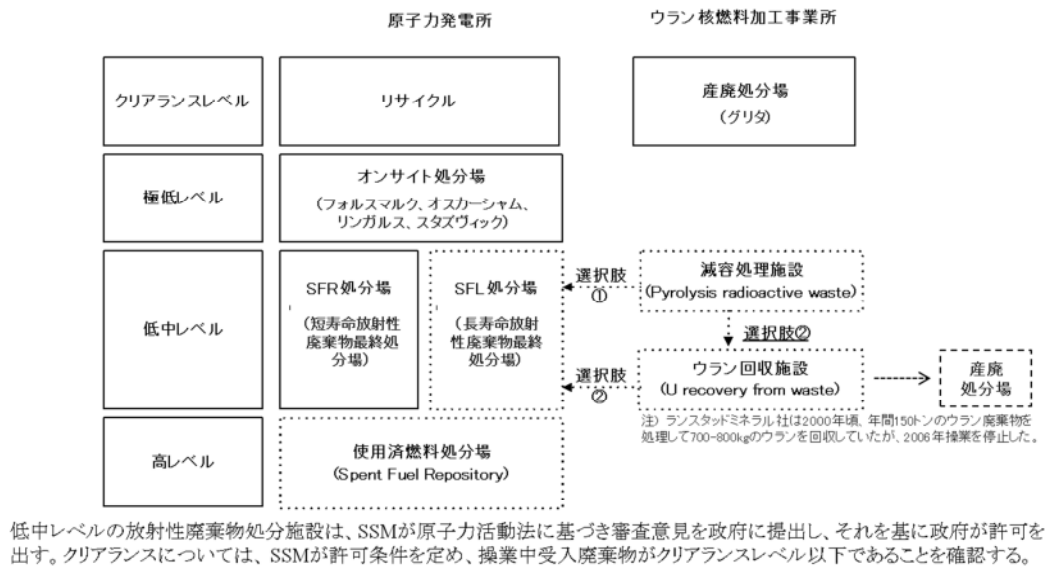 原子力発電所
ウラン核燃料加工事業所
クリアランスレベル
リサイクル
産廃処分場
(グリタ)
極低レベル
オンサイト処分場
(フォルスマルク、オスカーシャム、
リンガルス、スタズヴィック)
低中レベル
SFR処分場
(短寿命放射性
廃棄物最終処
分場)
SFL処分場
(長寿命放射
性廃棄物最終
処分場)
選択肢
①
減容処理施設
(Pyrolysis radioactive waste)
選択肢②
選択肢
②
ウラン回収施設
(U recovery from waste)
産廃
処分場
注) ランスタッドミネラル社は2000年頃、年間150トンのウラン廃棄物を
処理して700-800kgのウランを回収していたが、2006年操業を停止した。
高レベル
使用済燃料処分場
(Spent Fuel Repository)
低中レベルの放射性廃棄物処分施設は、SSMが原子力活動法に基づき審査意見を政府に提出し、それを基に政府が許可を
出す。クリアランスについては、SSMが許可条件を定め、操業中受入廃棄物がクリアランスレベル以下であることを確認する。